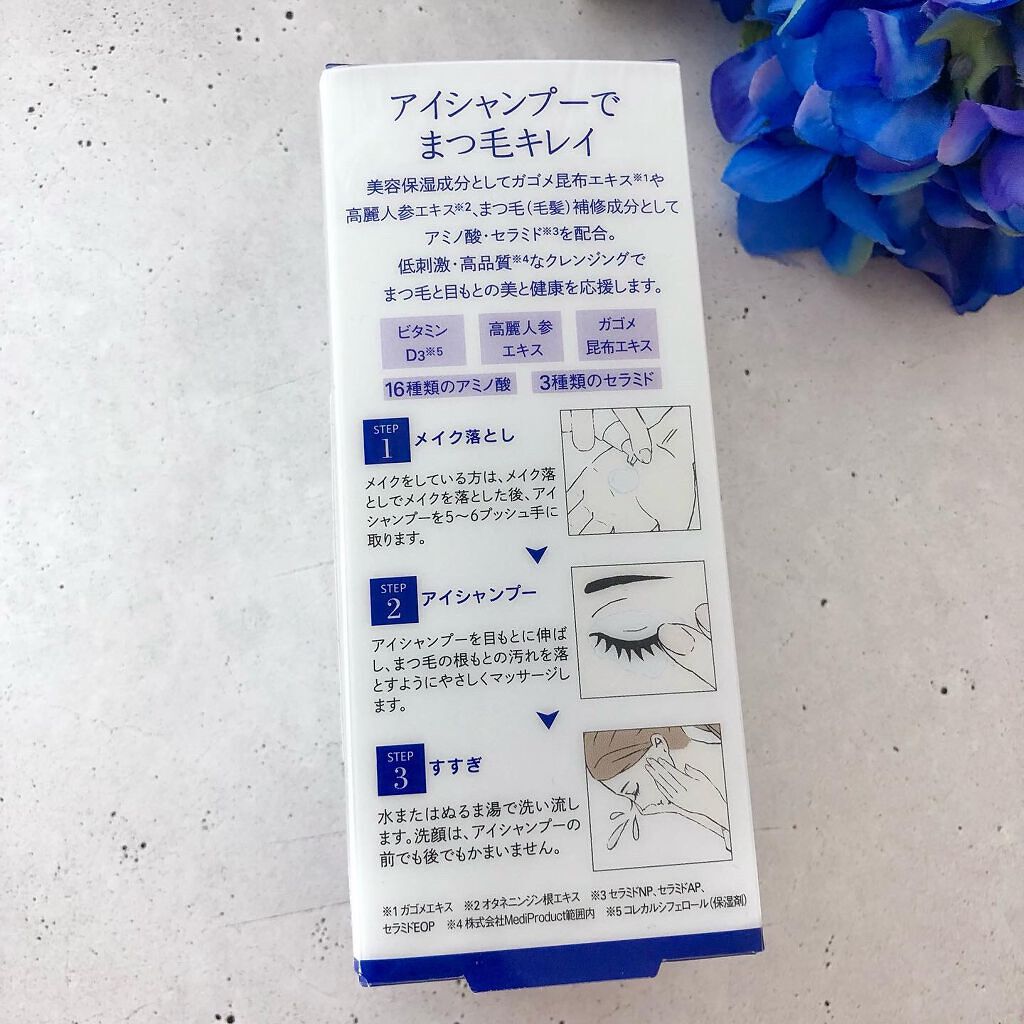 アイシャンプーで
まつ毛キレイ
美容保湿成分としてガゴメ昆布エキス※1や
高麗人参エキス※2、まつ毛(毛髪)補修成分として
アミノ酸・セラミド※3を配合。
低刺激・高品質※4なクレンジングで
まつ毛と目もとの美と健康を応援します。
ビタミン
D3※5
高麗人参
エキス
ガゴメ
昆布エキス
16種類のアミノ酸
3種類のセラミド
STEP
1
メイク落とし
メイクをしている方は、メイク落
としでメイクを落とした後、アイ
シャンプーを5〜6プッシュ手に
取ります。
STEP
2
アイシャンプー
アイシャンプーを目もとに伸ば
し、まつ毛の根もとの汚れを落
とすようにやさしくマッサージし
ます。
STEP
3
すすぎ
水またはぬるま湯で洗い流し
ます。洗顔は、アイシャンプーの
前でも後でもかまいません。
※1 ガゴメエキス ※2 オタネニンジン根エキス ※3 セラミドNP、セラミドAP、
セラミドEOP ※4 株式会社MediProduct範囲内 ※5 コレカルシフェロール(保湿剤)